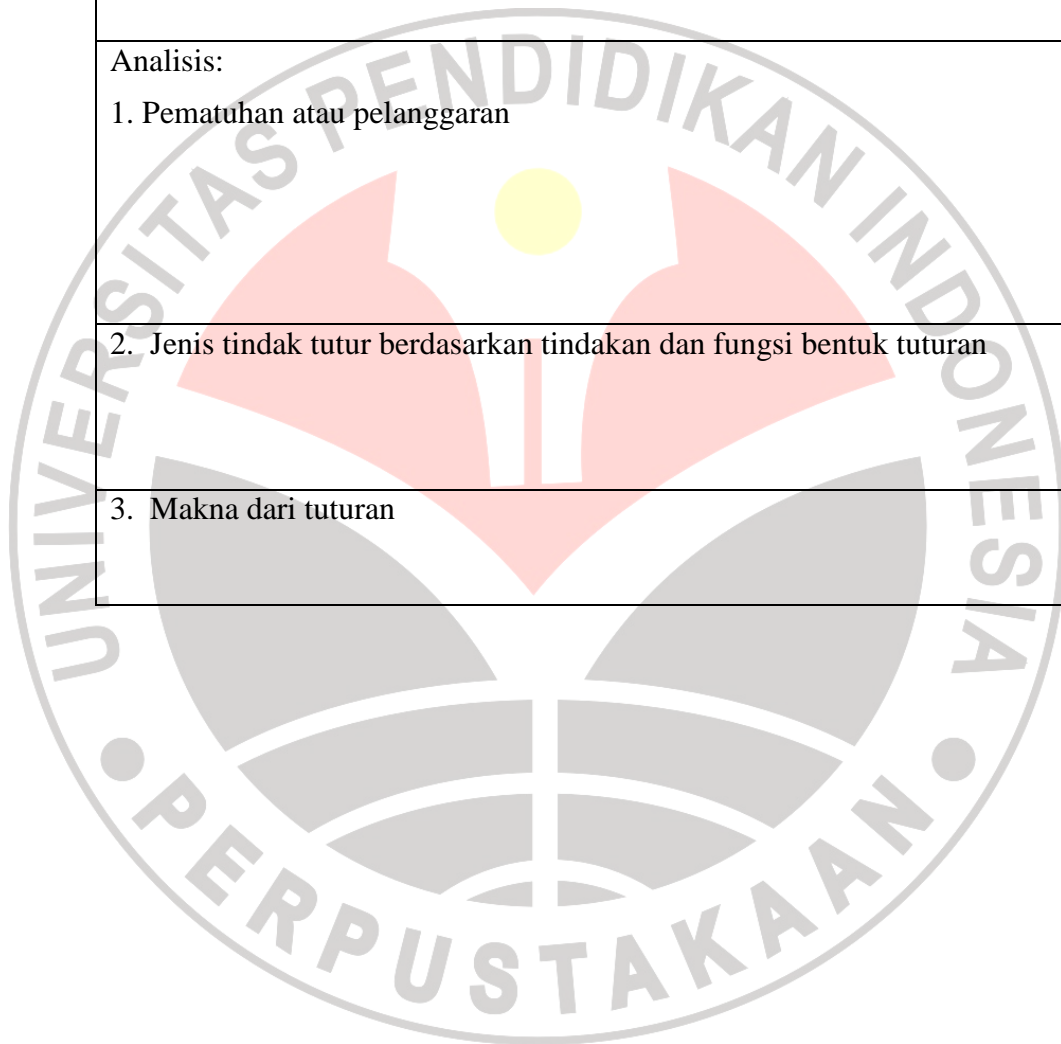 Analisis:
1. Pematuhan atau pelanggaran
2. Jenis tindak tutur berdasarkan tindakan dan fungsi bentuk tuturan
3. Makna dari tuturan
UNIVERSITAS PENDIDIKAN INDONESIA
PERPUSTAKAAN